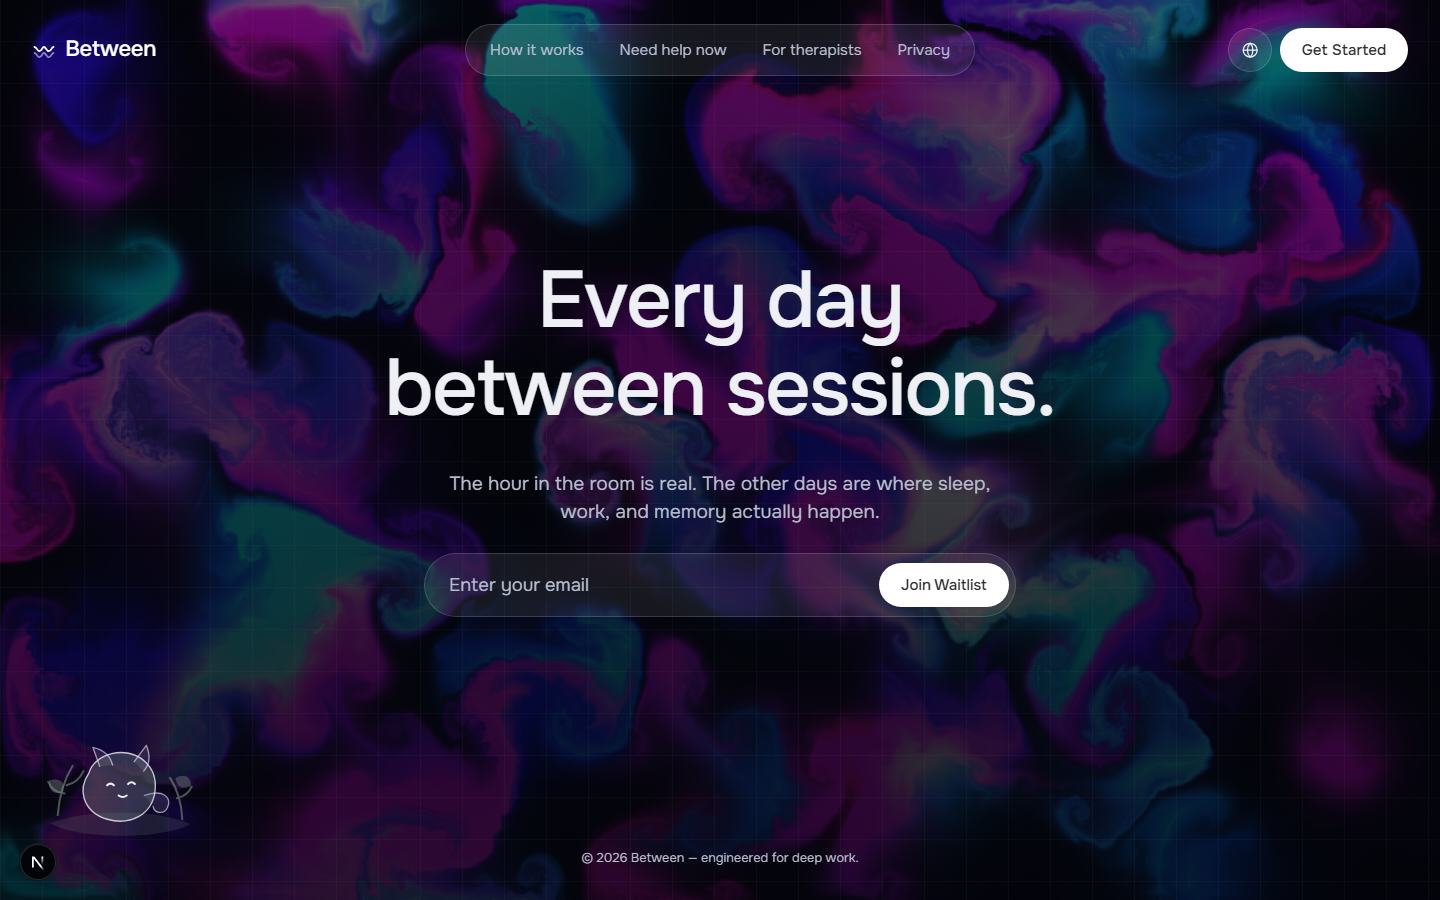 Between
How it works
Need help now
For therapists
Privacy
Get Started
Every day
between sessions.
The hour in the room is real. The other days are where sleep,
work, and memory actually happen.
Enter your email
Join Waitlist
N
© 2026 Between — engineered for deep work.